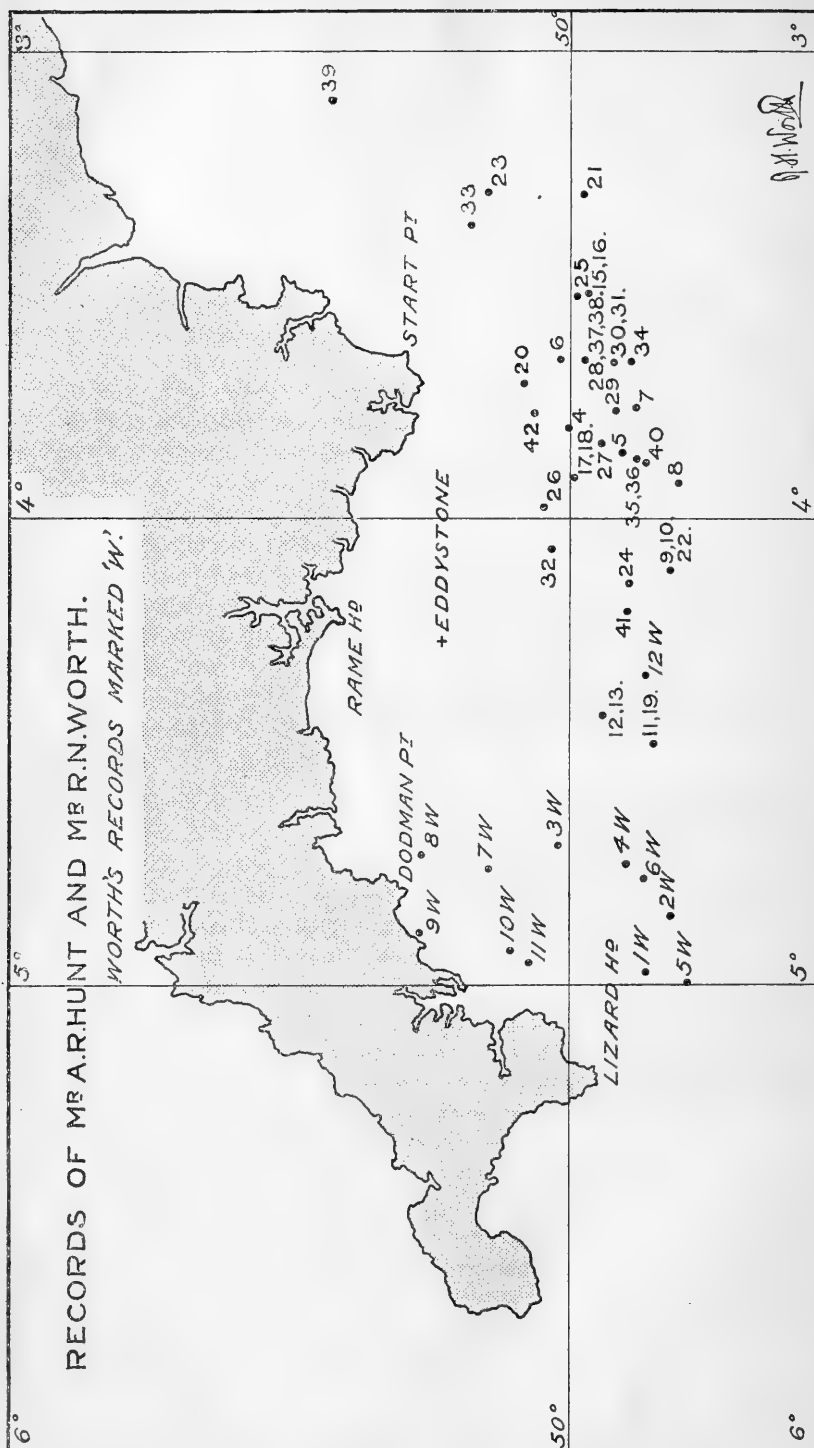 RECORDS OF MR A.R.HUNT AND MR R.N.WORTH.
WORTH'S RECORDS MARKED 'W'.
6°
5°
4°
3°
39
33
23
START PT
RAME HD
+EDDYSTONE
DODMAN PT
9W
8W
7W
10W
11W
3W
32
26
42
20
6
50°
50°
LIZARD HD
4W
6W
1W
2W
5W
12,13.
11,19.
12W
41
24
9,10,
22.
17,18.
4
27
5
35,36
40
8
29
7
28,37,38.
30,31.
34
25
15,16.
21
6°
5°
4°
3°
R.H.Worth